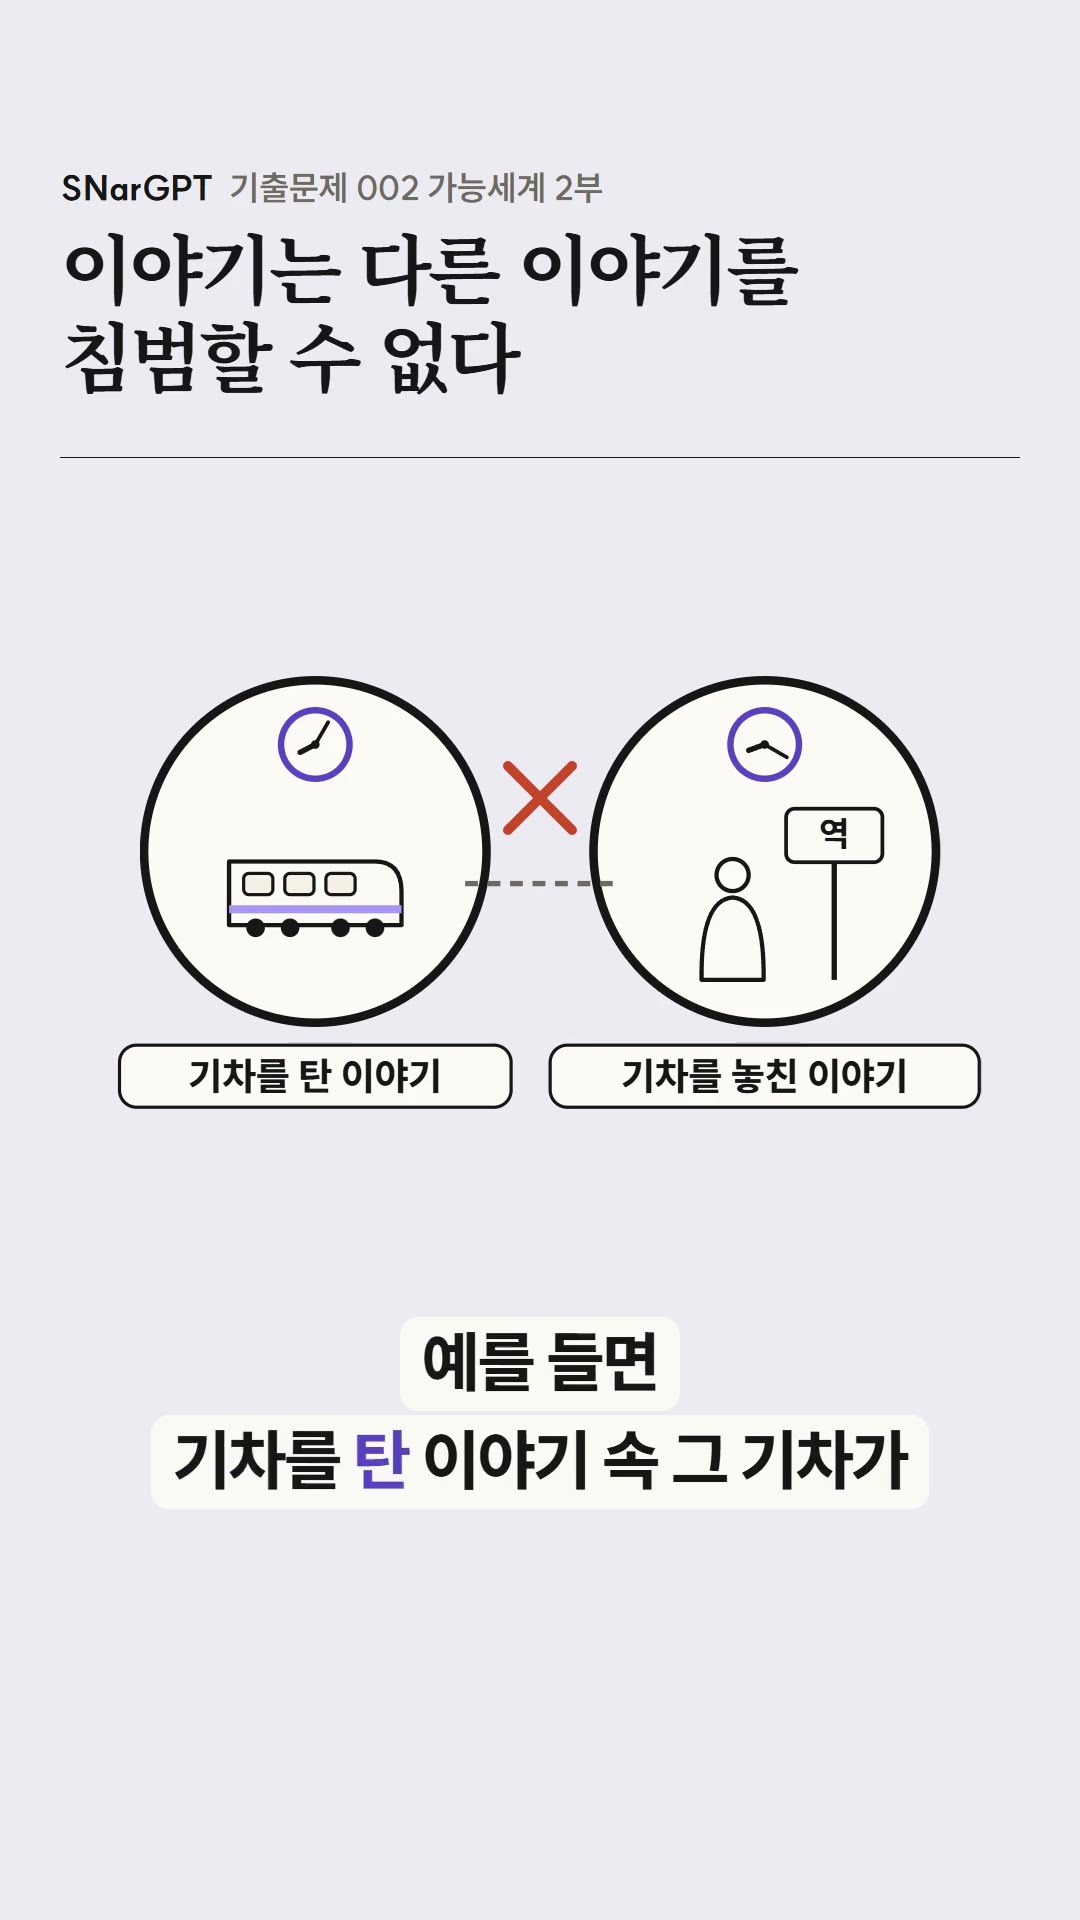 SNarGPT 기출문제 002 가능세계 2부
이야기는 다른 이야기를
침범할 수 없다
역
기차를 탄 이야기
기차를 놓친 이야기
예를 들면
기차를 탄 이야기 속 그 기차가